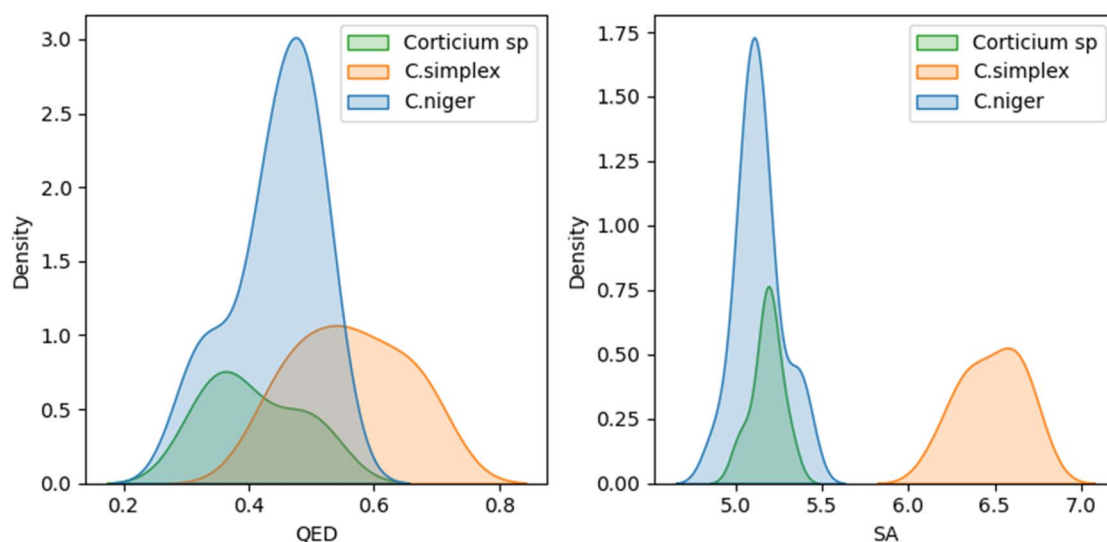 3.0
2.5
2.0
1.5
1.0
0.5
0.0
Density
0.2 0.4 0.6 0.8
QED
Corticium sp
C.simplex
C.niger
1.75
1.50
1.25
1.00
0.75
0.50
0.25
0.00
Density
5.0 5.5 6.0 6.5 7.0
SA
Corticium sp
C.simplex
C.niger